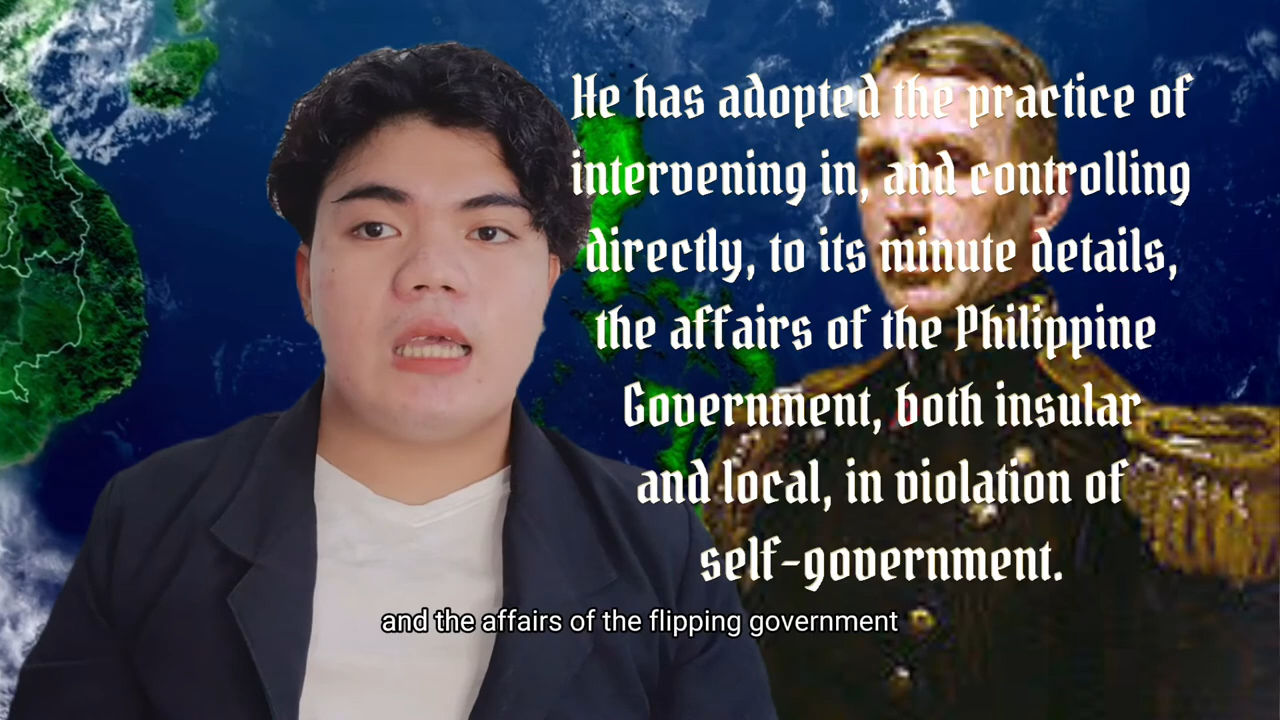 He has adopted the practice of
intervening in, and controlling
directly, to its minute details,
the affairs of the Philippine
Government, both insular
and local, in violation of
self-government.
and the affairs of the flipping government